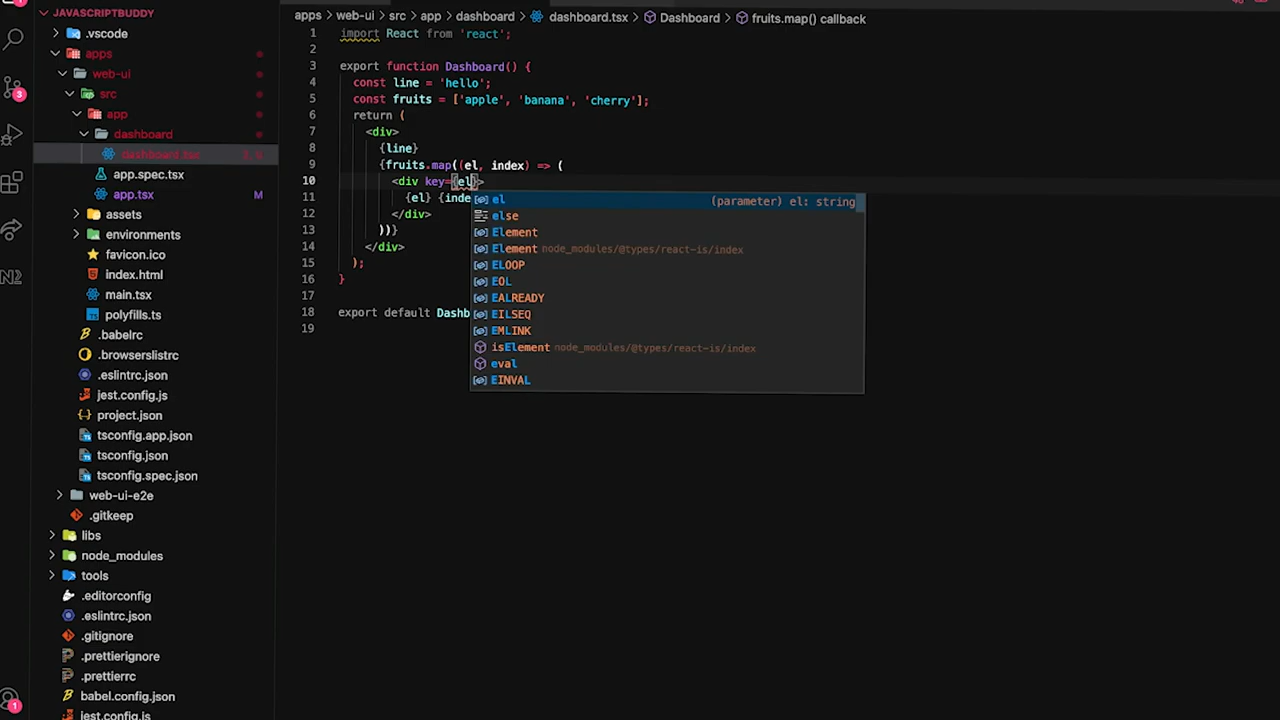 JAVASCRIPTBUDDY
.vscode
apps
web-ui
src
app
dashboard
dashboard.tsx
app.spec.tsx
app.tsx M
assets
environments
favicon.ico
index.html
main.tsx
polyfills.ts
.babelrc
.browserslistrc
.eslintrc.json
jest.config.js
project.json
tsconfig.app.json
tsconfig.json
tsconfig.spec.json
web-ui-e2e
.gitkeep
libs
node_modules
tools
.editorconfig
.eslintrc.json
.gitignore
.prettierignore
.prettierrc
babel.config.json
jest.config.js
3
1
apps > web-ui > src > app > dashboard > dashboard.tsx > Dashboard > fruits.map() callback
1 import React from 'react';
2
3 export function Dashboard() {
4 const line = 'hello';
5 const fruits = ['apple', 'banana', 'cherry'];
6 return (
7 <div>
8 {line}
9 {fruits.map((el, index) => (
10 <div key={el}>
11 {el} {inde
12 </div>
13 ))}
14 </div>
15 );
16 }
17
18 export default Dashb
19
el (parameter) el: string
else
Element
Element node_modules/@types/react-is/index
ELOOP
EOL
EALREADY
EILSEQ
EMLINK
isElement node_modules/@types/react-is/index
eval
EINVAL